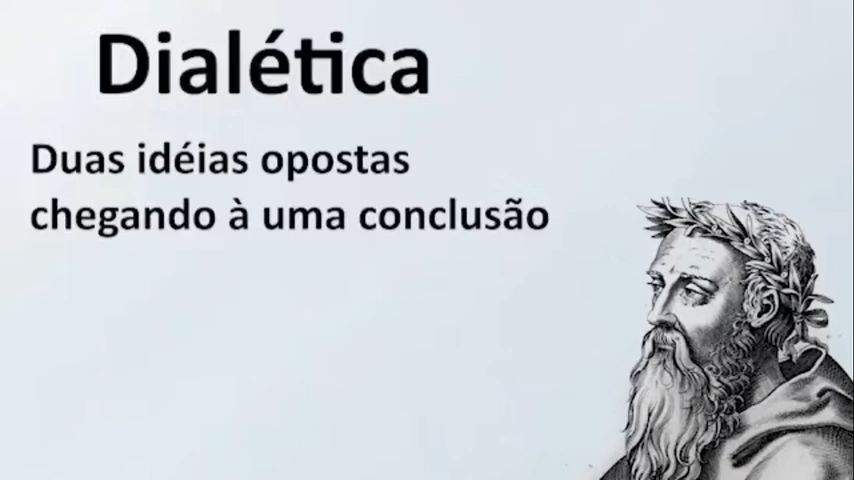 Dialética
Duas idéias opostas
chegando à uma conclusão